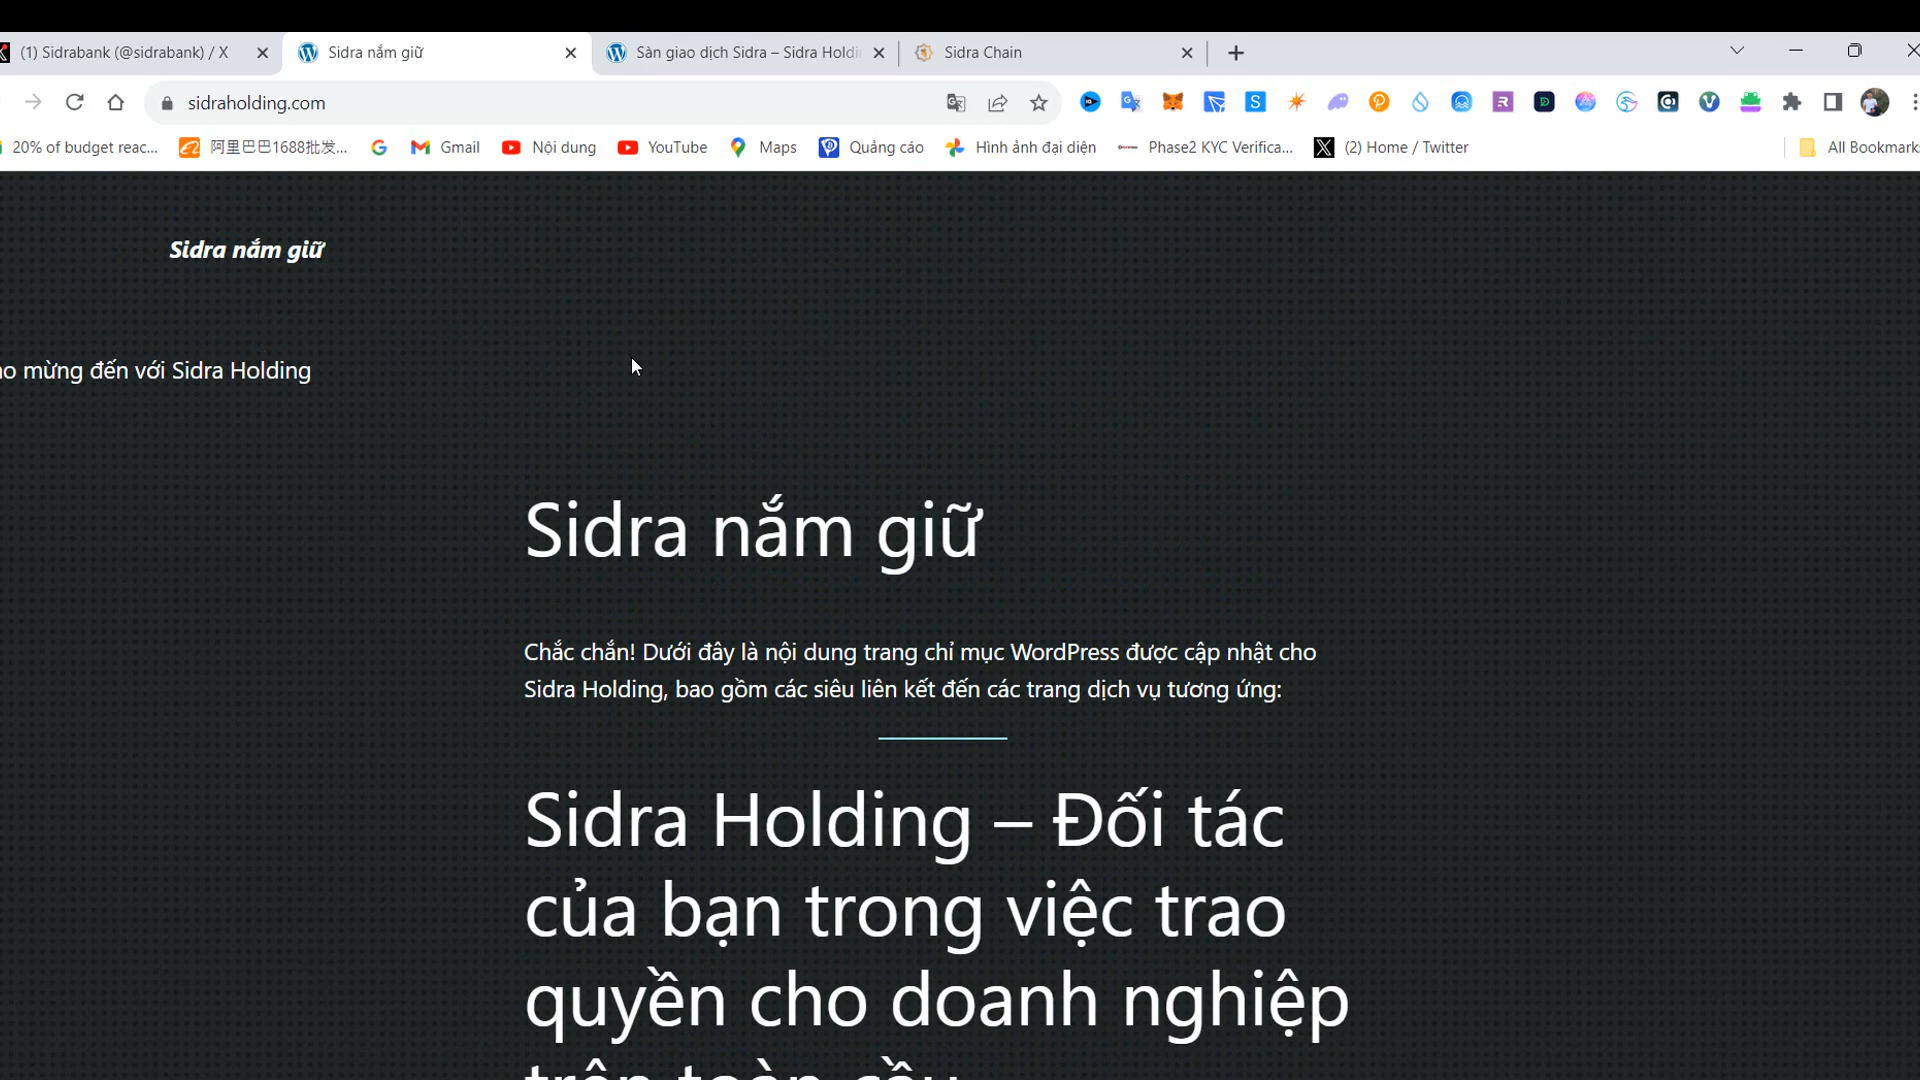 (1) Sidrabank (@sidrabank) / X
Sidra nắm giữ
Sàn giao dịch Sidra – Sidra Holdi
Sidra Chain
sidraholding.com
20% of budget reac...
阿里巴巴1688批发...
Gmail
Nội dung
YouTube
Maps
Quảng cáo
Hình ảnh đại diện
Phase2 KYC Verifica...
(2) Home / Twitter
All Bookmarks
Sidra nắm giữ
o mừng đến với Sidra Holding
Sidra nắm giữ
Chắc chắn! Dưới đây là nội dung trang chỉ mục WordPress được cập nhật cho
Sidra Holding, bao gồm các siêu liên kết đến các trang dịch vụ tương ứng:
Sidra Holding – Đối tác
của bạn trong việc trao
quyền cho doanh nghiệp
trên toàn cầu